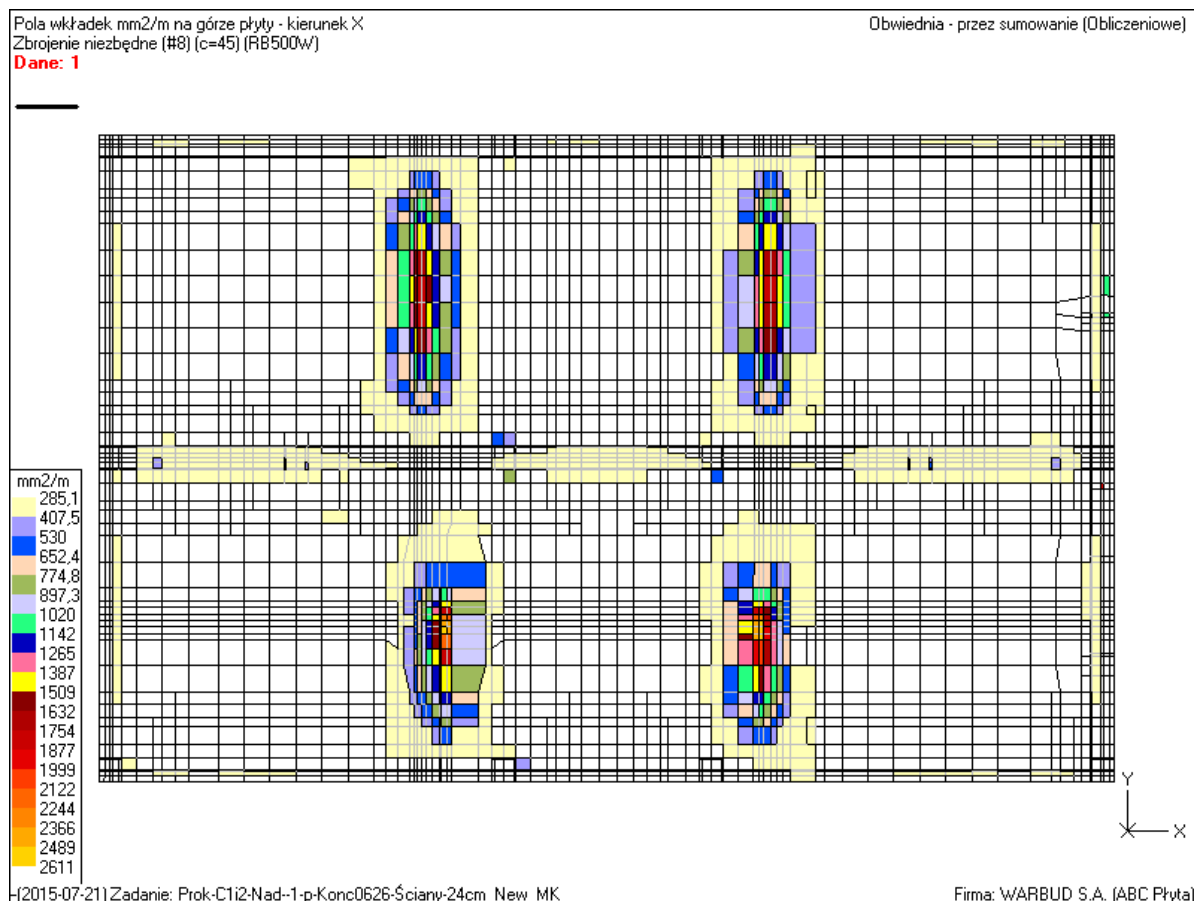 Pola wkładek mm2/m na górze płyty - kierunek X
Obwiednia - przez sumowanie (Obliczeniowe)
Zbrojenie niezbędne (#8) (c=45) (RB500W)
Dane: 1
mm2/m
285,1
407,5
530
652,4
774,8
897,3
1020
1142
1265
1387
1509
1632
1754
1877
1999
2122
2244
2366
2489
2611
Y
X
(2015-07-21) Zadanie: Prok-C1i2-Nad--1-p-Konc0626-Ściany-24cm_New_MK
Firma: WARBUD S.A. (ABC Płyta)